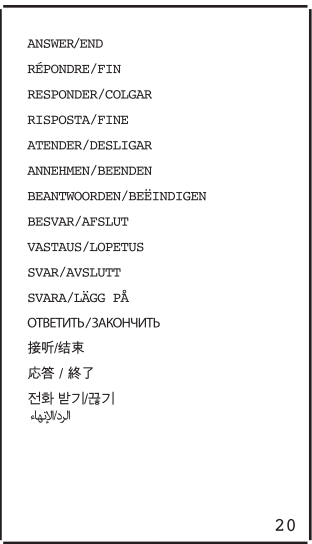 ANSWER/END
RÉPONDRE/FIN
RESPONDER/COLGAR
RISPOSTA/FINE
ATENDER/DESLIGAR
ANNEHMEN/BEENDEN
BEANTWOORDEN/BEËINDIGEN
BESVAR/AFSLUT
VASTAUS/LOPETUS
SVAR/AVSLUTT
SVARA/LÄGG PÅ
ОТВЕТИТЬ/ЗАКОНЧИТЬ
接听/结束
応答 / 終了
전화 받기/끊기
الرد/الإنهاء
20